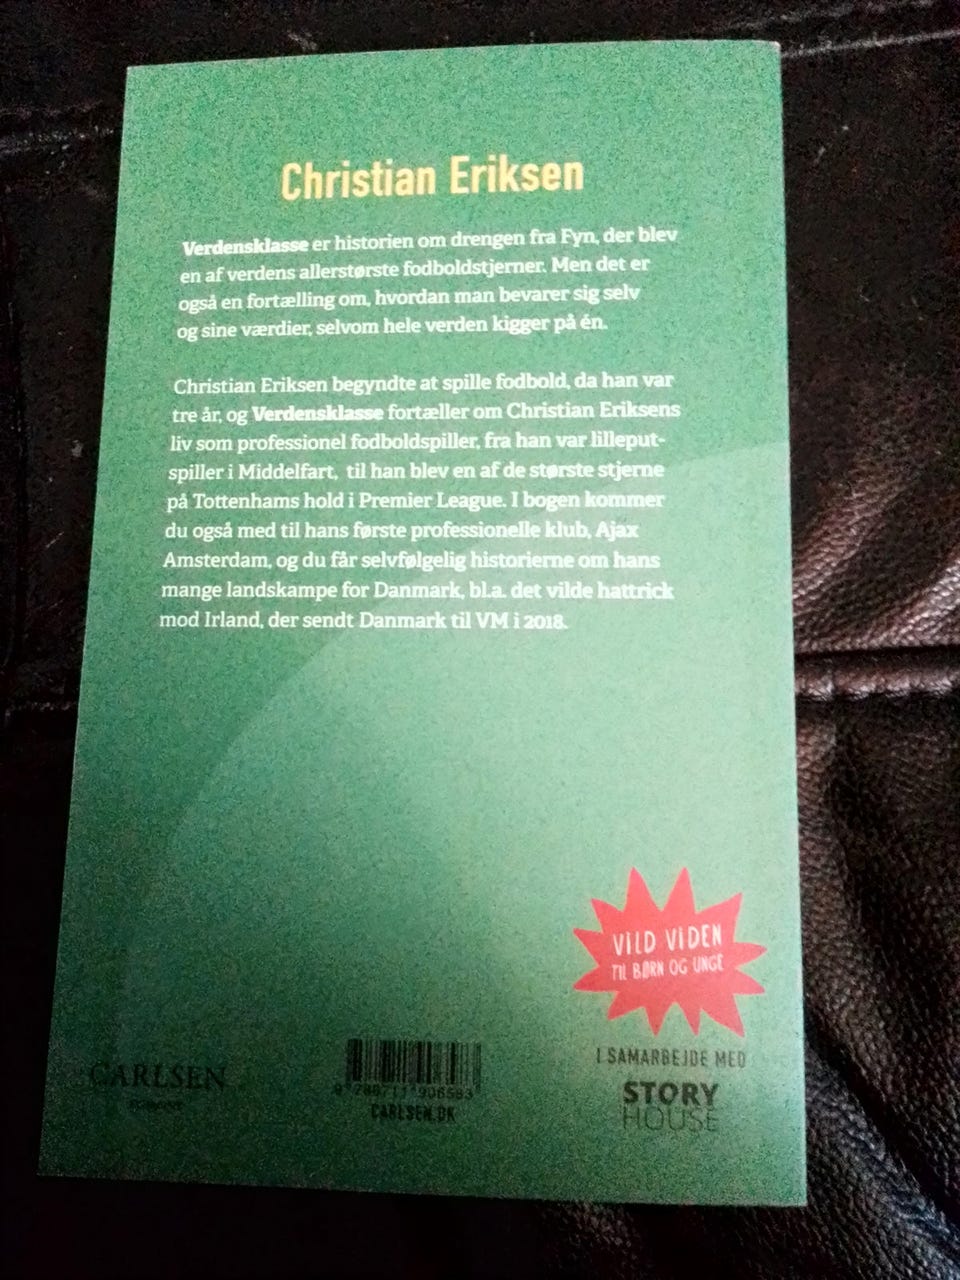 Christian Eriksen
Verdensklasse er historien om drengen fra Fyn, der blev
en af verdens allerstørste fodboldstjerner. Men det er
også en fortælling om, hvordan man bevarer sig selv
og sine værdier, selvom hele verden kigger på én.
Christian Eriksen begyndte at spille fodbold, da han var
tre år, og Verdensklasse fortæller om Christian Eriksens
liv som professionel fodboldspiller, fra han var lilleput-
spiller i Middelfart, til han blev en af de største stjerne
på Tottenhams hold i Premier League. I bogen kommer
du også med til hans første professionelle klub, Ajax
Amsterdam, og du får selvfølgelig historierne om hans
mange landskampe for Danmark, bl.a. det vilde hattrick
mod Irland, der sendt Danmark til VM i 2018.
VILD VIDEN
TIL BØRN OG UNGE
I SAMARBEJDE MED
STORY
HOUSE
CARLSEN
CARLSEN.DK